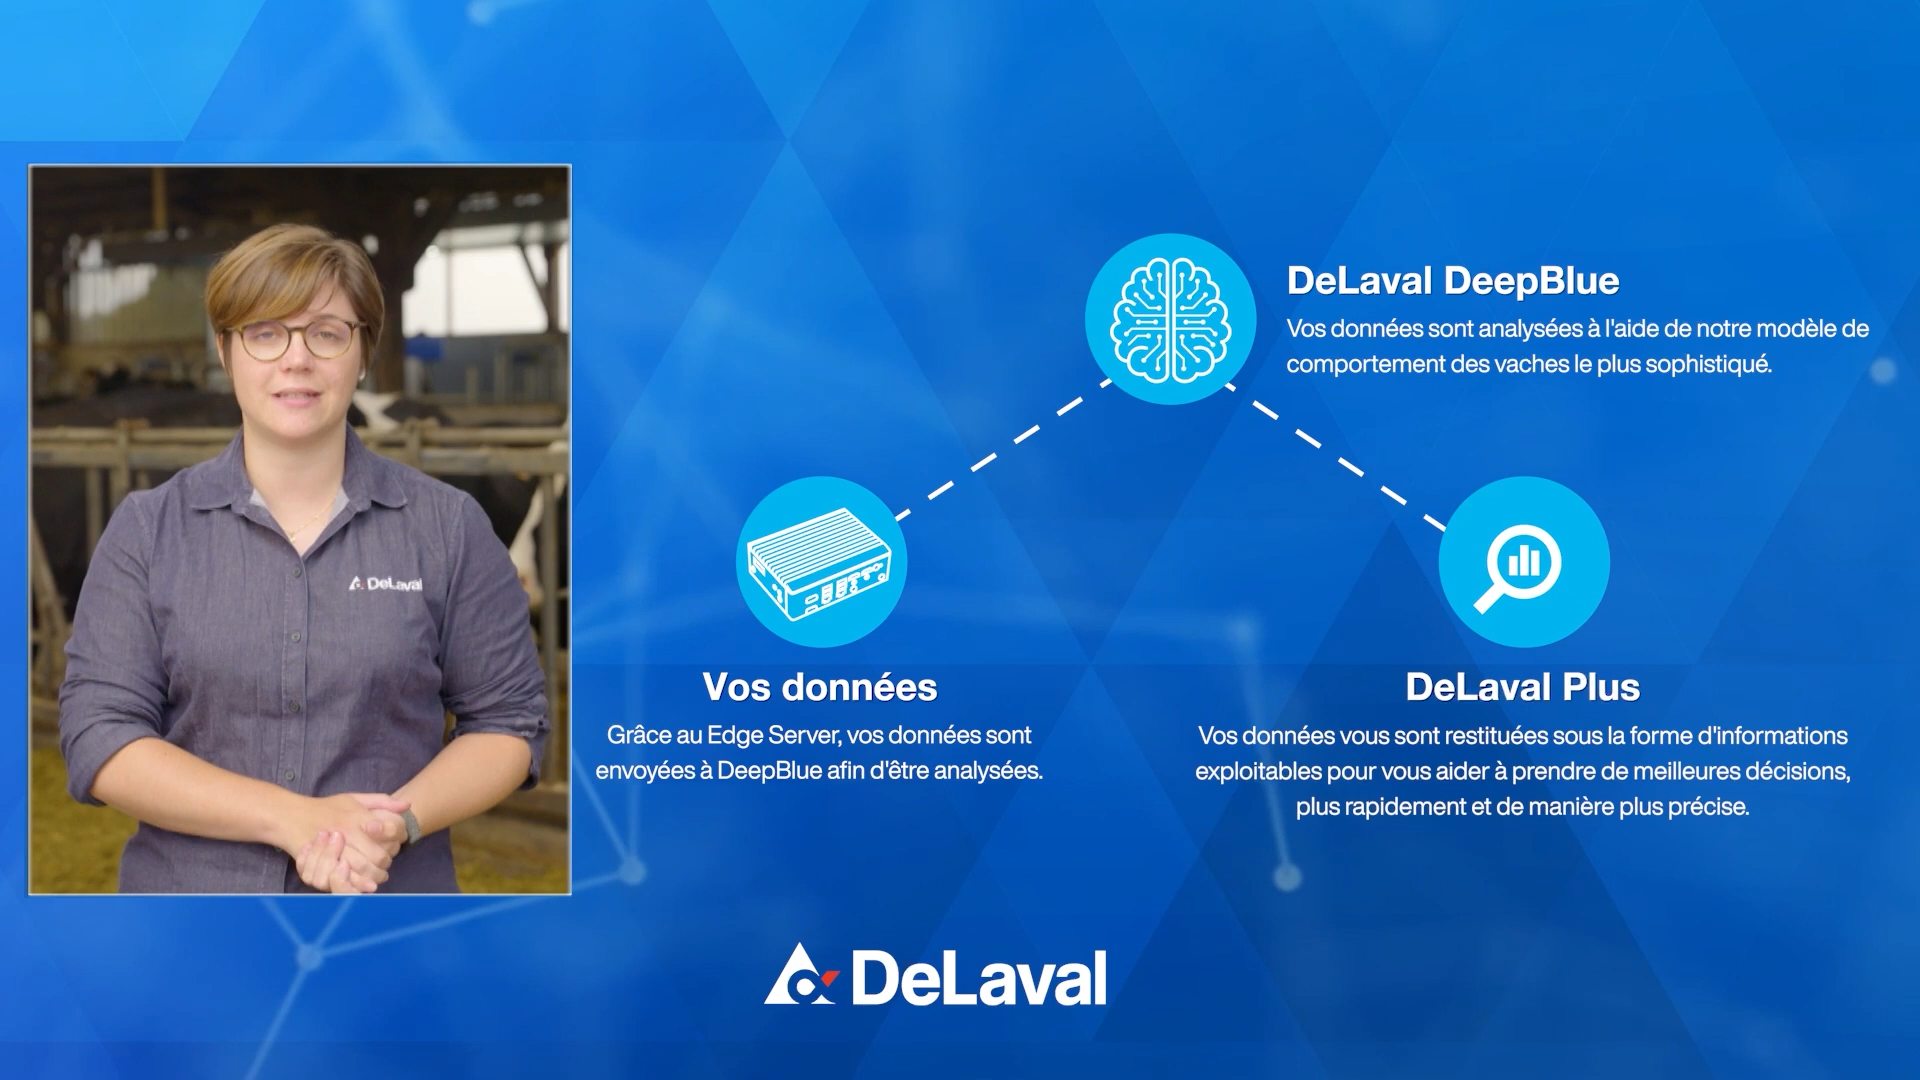 DeLaval DeepBlue
Vos données sont analysées à l'aide de notre modèle de
comportement des vaches le plus sophistiqué.
DeLaval
Vos données
Grâce au Edge Server, vos données sont
envoyées à DeepBlue afin d'être analysées.
DeLaval Plus
Vos données vous sont restituées sous la forme d'informations
exploitables pour vous aider à prendre de meilleures décisions,
plus rapidement et de manière plus précise.
DeLaval